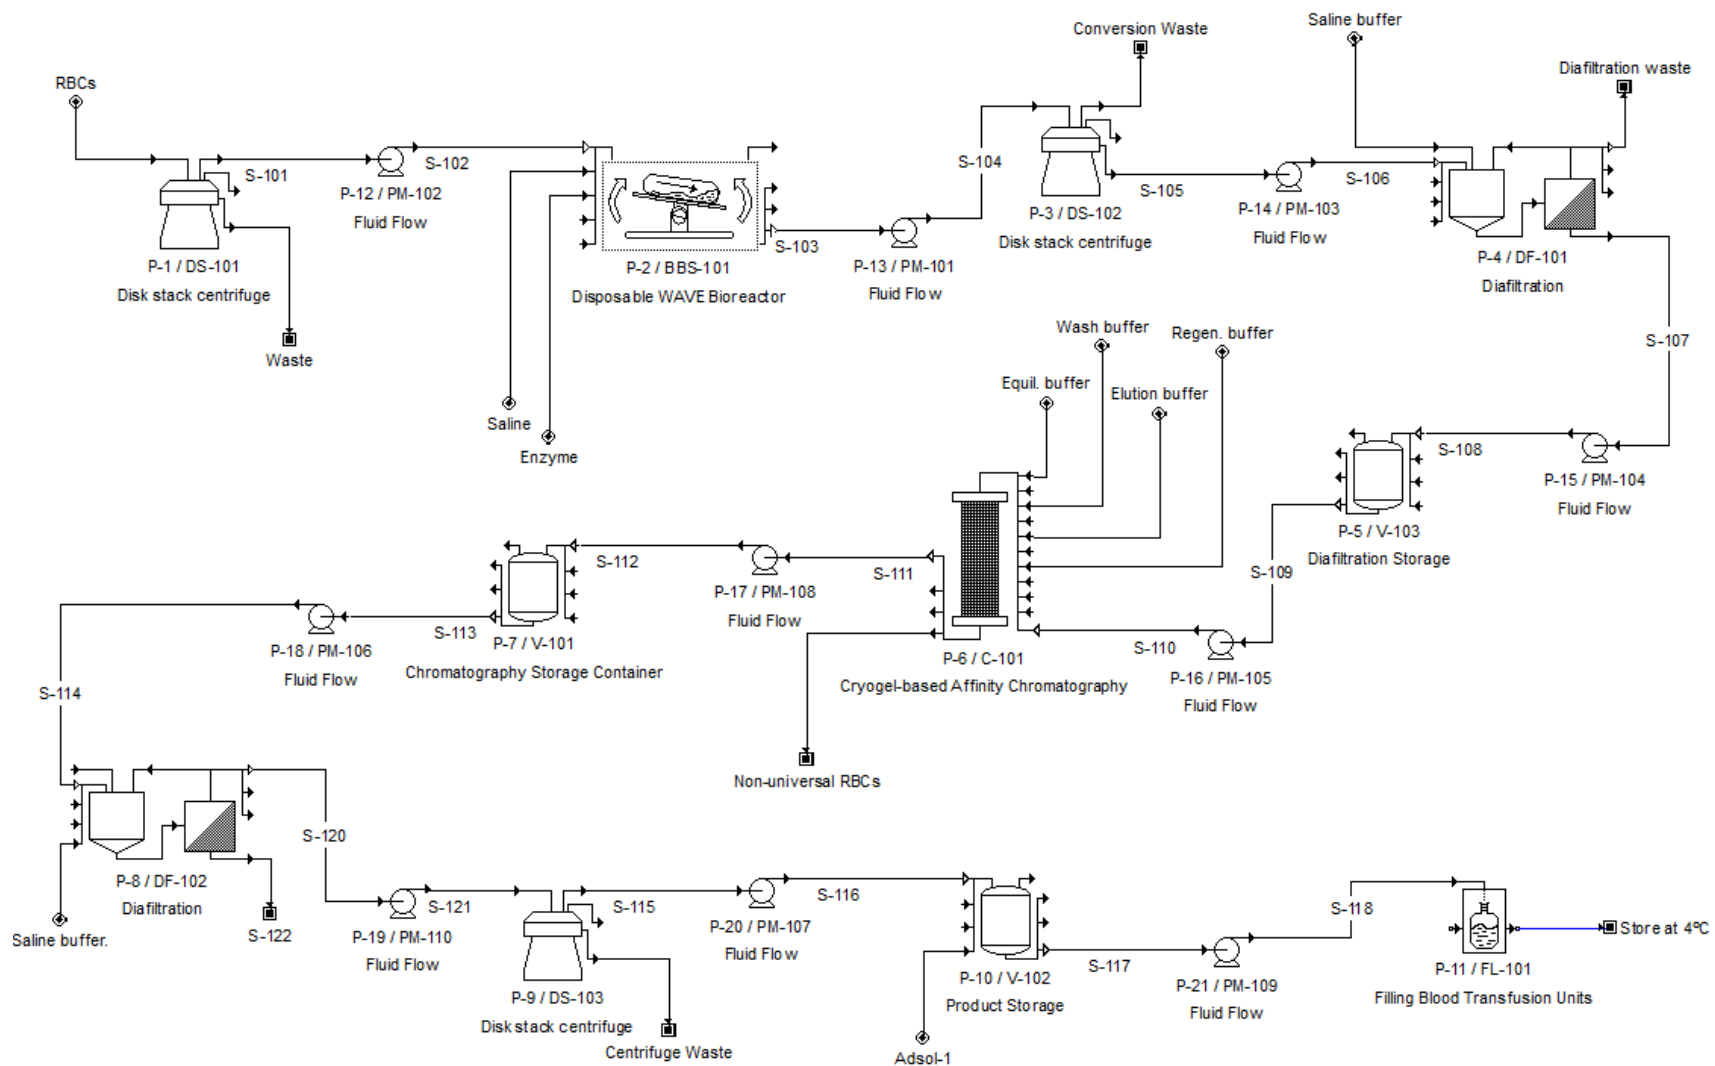 Conversion Waste
Saline buffer
Diafiltration waste
RBCs
S-101
S-102
P-12 / PM-102
Fluid Flow
P-1 / DS-101
Disk stack centrifuge
Waste
P-2 / BBS-101
Disposable WAVE Bioreactor
Saline
Enzyme
S-103
P-13 / PM-101
Fluid Flow
S-104
P-3 / DS-102
Disk stack centrifuge
S-105
P-14 / PM-103
Fluid Flow
S-106
P-4 / DF-101
Diafiltration
S-107
Wash buffer
Regen. buffer
Equil. buffer
Elution buffer
S-108
P-15 / PM-104
Fluid Flow
P-5 / V-103
Diafiltration Storage
S-109
S-110
P-16 / PM-105
Fluid Flow
P-6 / C-101
Cryogel-based Affinity Chromatography
Non-universal RBCs
S-111
P-17 / PM-108
Fluid Flow
S-112
P-7 / V-101
Chromatography Storage Container
S-113
P-18 / PM-106
Fluid Flow
S-114
P-8 / DF-102
Diafiltration
Saline buffer.
S-122
S-120
P-19 / PM-110
Fluid Flow
S-121
P-9 / DS-103
Disk stack centrifuge
Centrifuge Waste
S-115
P-20 / PM-107
Fluid Flow
S-116
P-10 / V-102
Product Storage
Adsol-1
S-117
P-21 / PM-109
Fluid Flow
S-118
P-11 / FL-101
Filling Blood Transfusion Units
Store at 4ºC